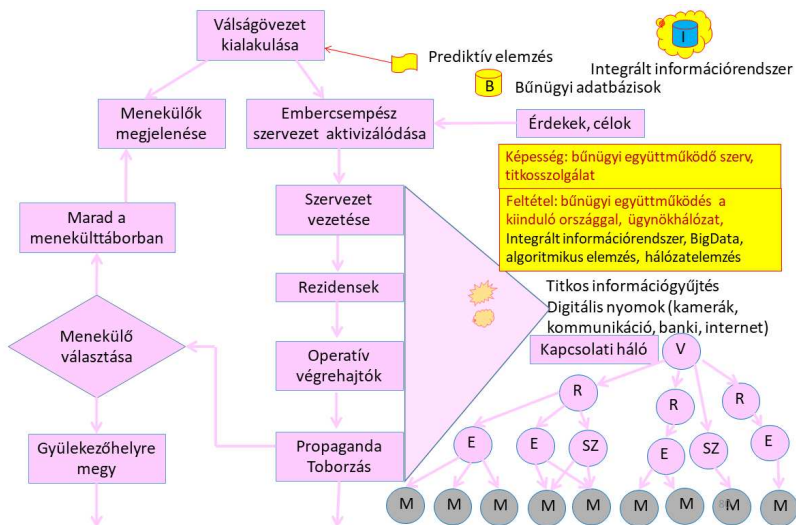 Válságövezet
kialakulása
Prediktív elemzés
B
Bűnügyi adatbázisok
I
Integrált információrendszer
Menekülők
megjelenése
Embercsempész
szervezet aktivizálódása
Érdekek, célok
Képesség: bűnügyi együttműködő szerv,
titkosszolgálat
Feltétel: bűnügyi együttműködés a
kiinduló országgal, ügynökhálózat,
Integrált információrendszer, BigData,
algoritmikus elemzés, hálózatelemzés
Szervezet
vezetése
Marad a
menekülttáborban
Rezidensek
Titkos információgyűjtés
Digitális nyomok (kamerák,
kommunikáció, banki, internet)
Menekülő
választása
Operatív
végrehajtók
Kapcsolati háló
V
R
R
R
Gyülekezőhelyre
megy
Propaganda
Toborzás
E
E
SZ
E
SZ
E
M
M
M
M
M
M
M
M
M